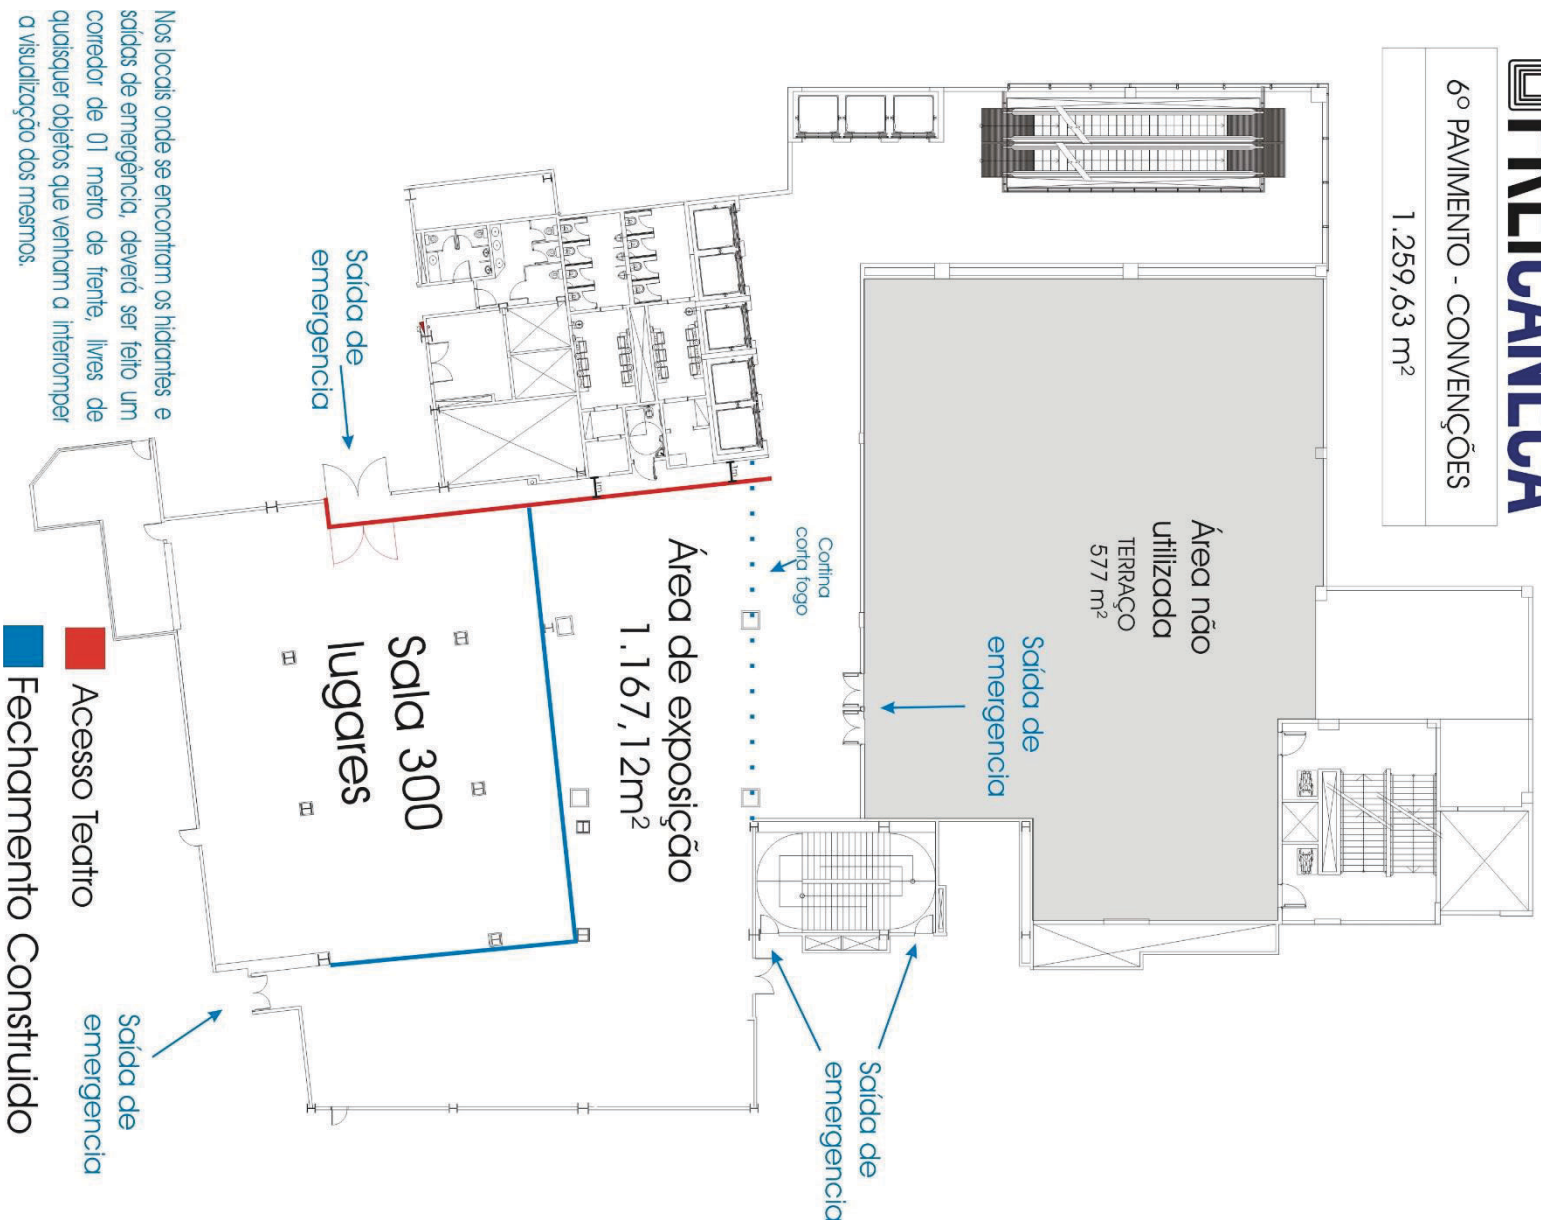 FREI CANECA
6º PAVIMENTO - CONVENÇÕES
1.259,63 m²
Área não
utilizada
TERRAÇO
577 m²
Saída de
emergencia
Cortina
corta fogo
Área de exposição
1.167,12m²
Sala 300
lugares
Saída de
emergencia
Saída de
emergencia
Saída de
emergencia
Nos locais onde se encontram os hidrantes e
saídas de emergência, deverá ser feito um
corredor de 01 metro de frente, livres de
quaisquer objetos que venham a interromper
a visualização dos mesmos.
Acesso Teatro
Fechamento Construido